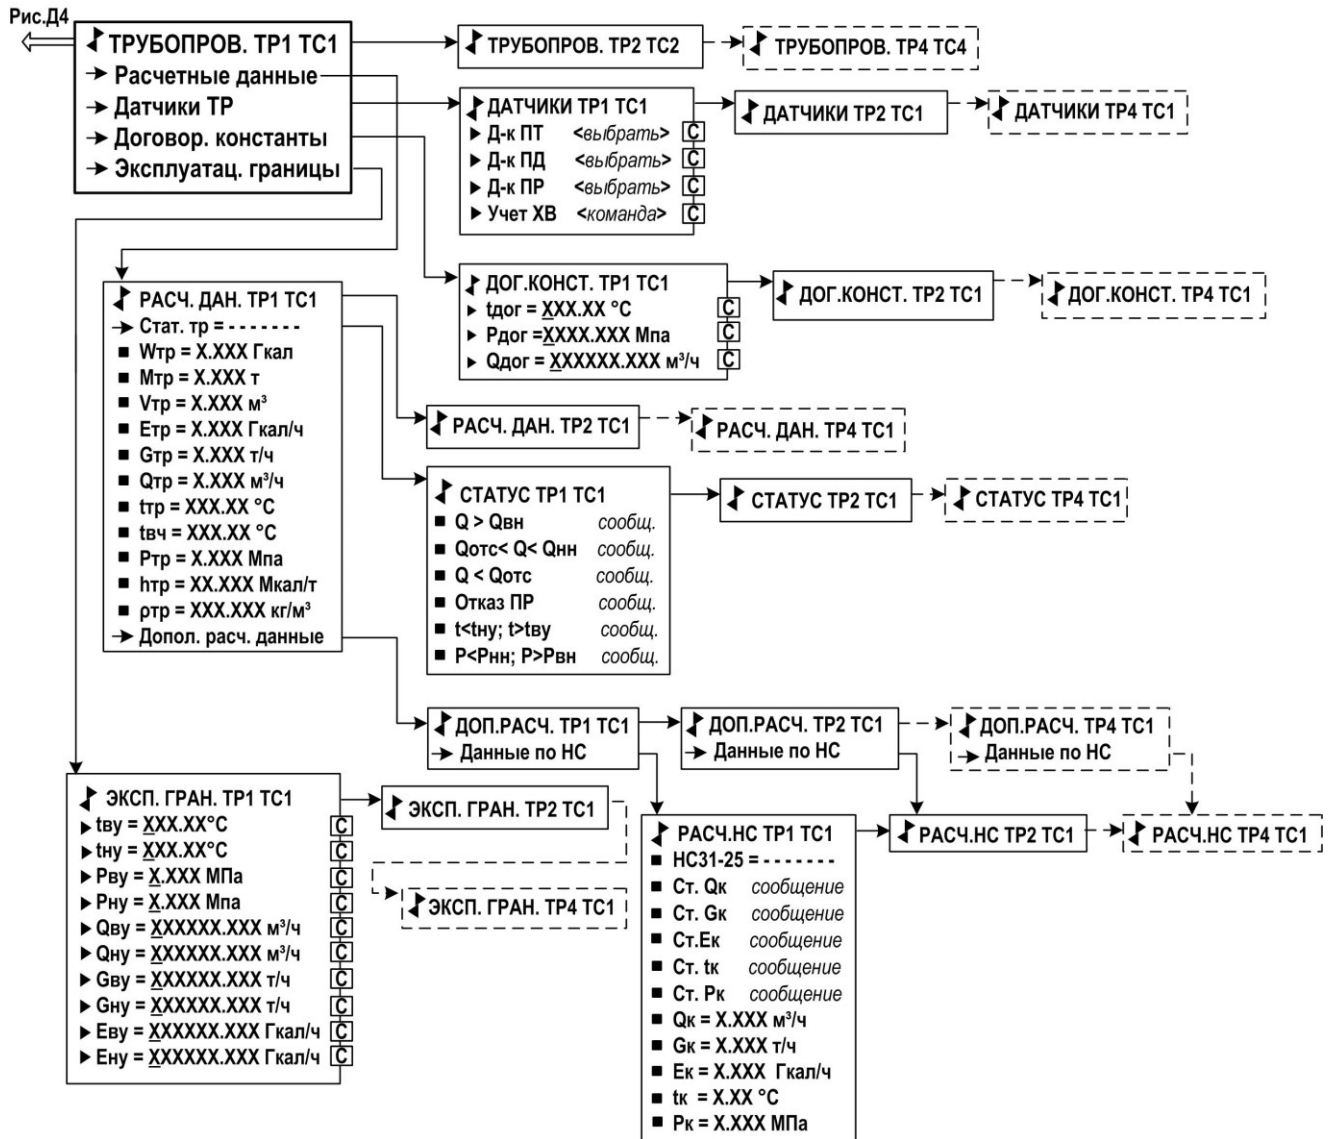 Рис.Д4
ТРУБОПРОВ. ТР1 ТС1
Расчетные данные
Датчики ТР
Договор. константы
Эксплуатац. границы
ТРУБОПРОВ. ТР2 ТС2
ТРУБОПРОВ. ТР4 ТС4
ДАТЧИКИ ТР1 ТС1
Д-к ПТ <выбрать> С
Д-к ПД <выбрать> С
Д-к ПР <выбрать> С
Учет ХВ <команда> С
ДАТЧИКИ ТР2 ТС1
ДАТЧИКИ ТР4 ТС1
ДОГ.КОНСТ. ТР1 ТС1
tдог = XXX.XX °C С
Рдог =XXXX.XXX Мпа С
Qдог = XXXXXX.XXX м³/ч С
ДОГ.КОНСТ. ТР2 ТС1
ДОГ.КОНСТ. ТР4 ТС1
РАСЧ. ДАН. ТР1 ТС1
Стат. тр = - - - - - - -
Wтр = X.XXX Гкал
Мтр = X.XXX т
Vтр = X.XXX м³
Етр = X.XXX Гкал/ч
Gтр = X.XXX т/ч
Qтр = X.XXX м³/ч
tтр = XXX.XX °C
tвч = XXX.XX °C
Ртр = X.XXX Мпа
hтр = XX.XXX Мкал/т
ρтр = XXX.XXX кг/м³
Допол. расч. данные
РАСЧ. ДАН. ТР2 ТС1
РАСЧ. ДАН. ТР4 ТС1
СТАТУС ТР1 ТС1
Q > Qвн сообщ.
Qотс< Q< Qнн сообщ.
Q < Qотс сообщ.
Отказ ПР сообщ.
t<tну; t>tву сообщ.
Р<Рнн; Р>Рвн сообщ.
СТАТУС ТР2 ТС1
СТАТУС ТР4 ТС1
ДОП.РАСЧ. ТР1 ТС1
Данные по НС
ДОП.РАСЧ. ТР2 ТС1
Данные по НС
ДОП.РАСЧ. ТР4 ТС1
Данные по НС
ЭКСП. ГРАН. ТР1 ТС1
tву = XXX.XX°C С
tну = XXX.XX°C С
Рву = X.XXX МПа С
Рну = X.XXX Мпа С
Qву = XXXXXX.XXX м³/ч С
Qну = XXXXXX.XXX м³/ч С
Gву = XXXXXX.XXX т/ч С
Gну = XXXXXX.XXX т/ч С
Еву = XXXXXX.XXX Гкал/ч С
Ену = XXXXXX.XXX Гкал/ч С
ЭКСП. ГРАН. ТР2 ТС1
ЭКСП. ГРАН. ТР4 ТС1
РАСЧ.НС ТР1 ТС1
НС31-25 = - - - - - - -
Ст. Qк сообщение
Ст. Gк сообщение
Ст.Ек сообщение
Ст. tк сообщение
Ст. Рк сообщение
Qк = X.XXX м³/ч
Gк = X.XXX т/ч
Ек = X.XXX Гкал/ч
tк = X.XX °C
Рк = X.XXX МПа
РАСЧ.НС ТР2 ТС1
РАСЧ.НС ТР4 ТС1